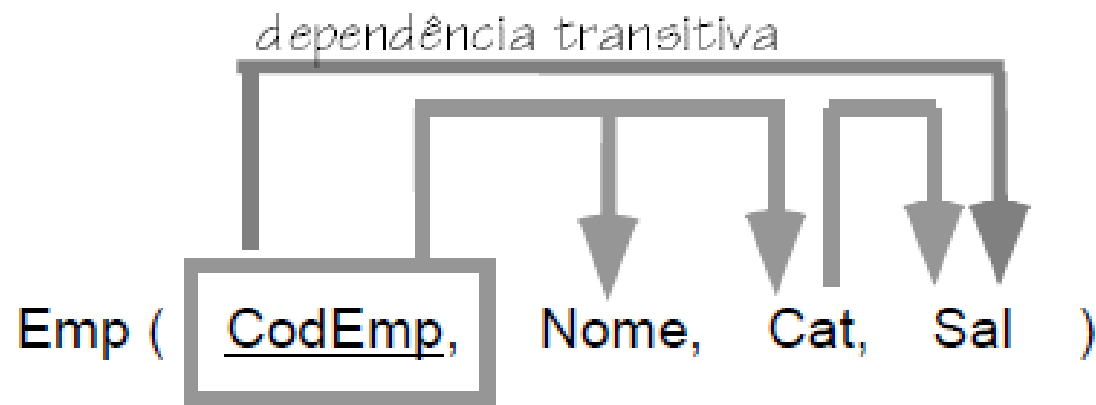 dependência transitiva
Emp ( CodEmp, Nome, Cat, Sal )